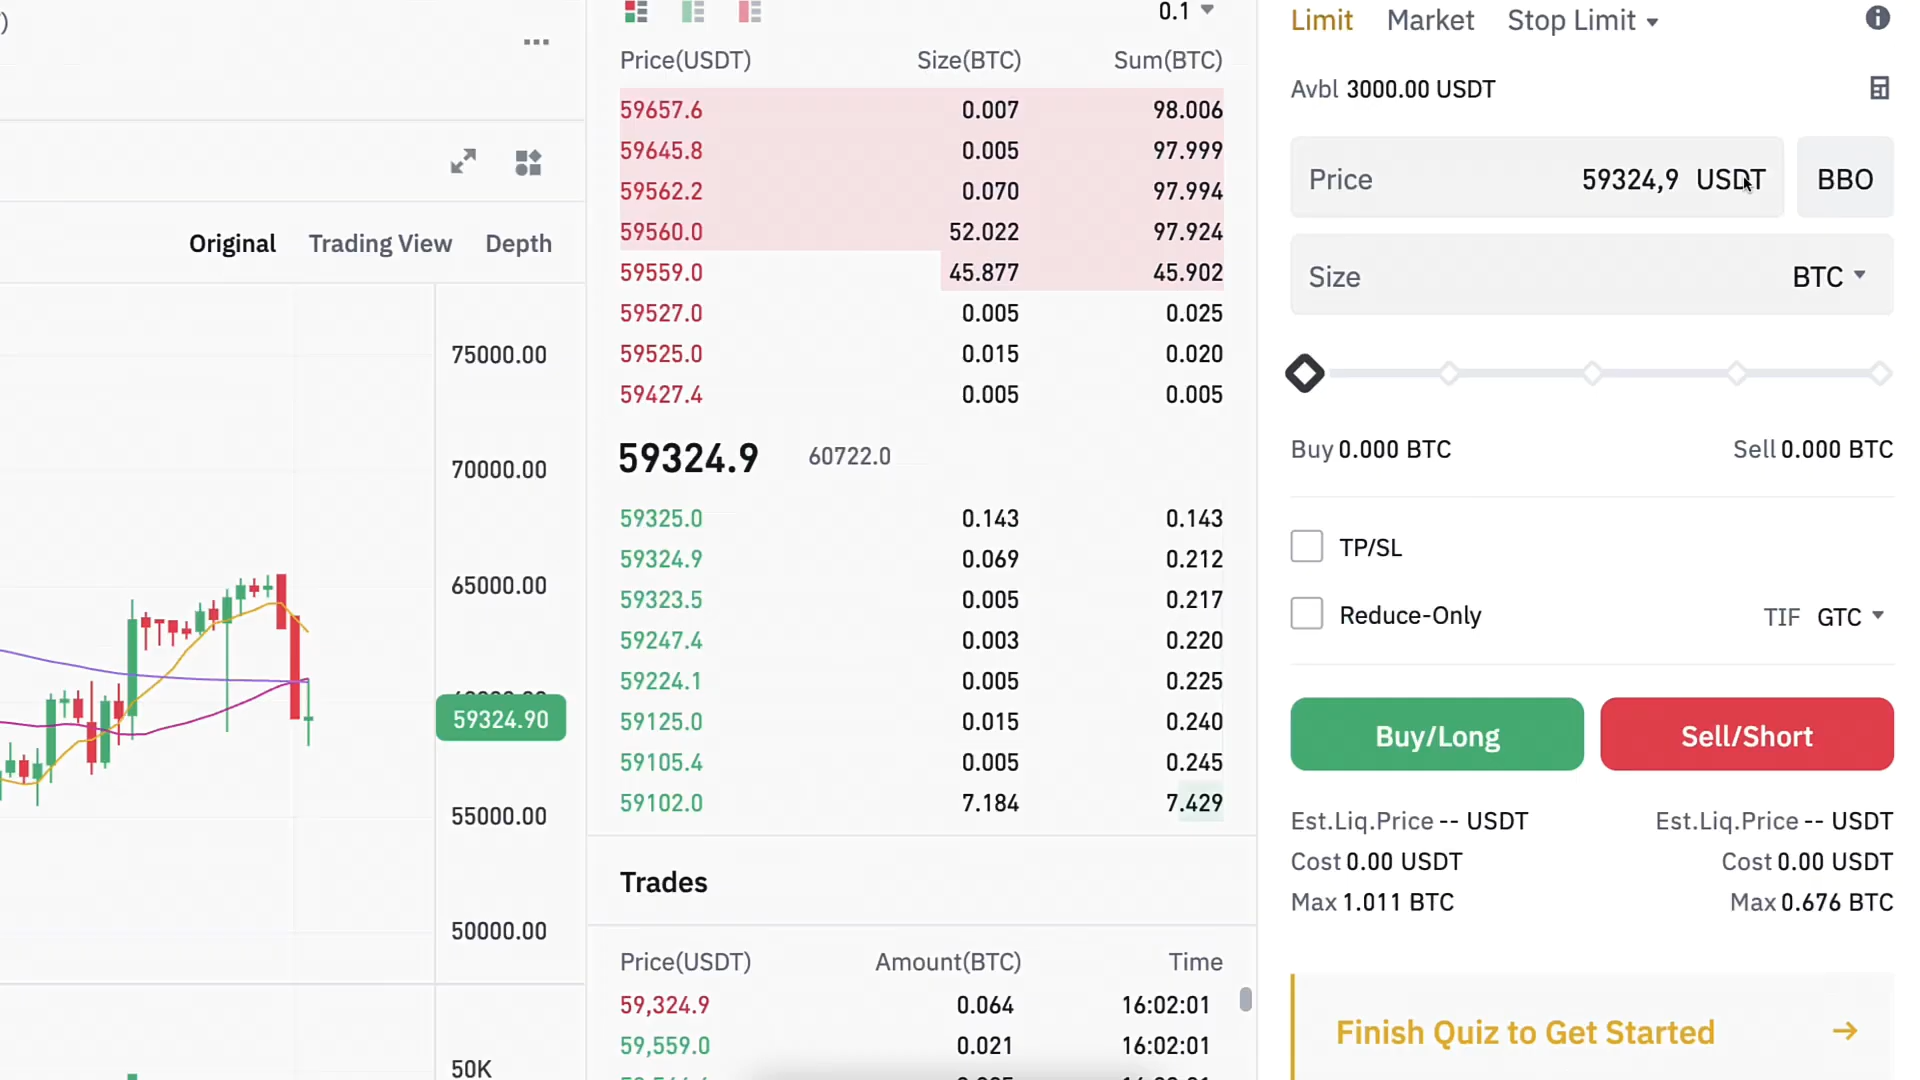 )
Original Trading View Depth
75000.00
70000.00
65000.00
59324.90
55000.00
50000.00
50K
0.1
Price(USDT) Size(BTC) Sum(BTC)
59657.6 0.007 98.006
59645.8 0.005 97.999
59562.2 0.070 97.994
59560.0 52.022 97.924
59559.0 45.877 45.902
59527.0 0.005 0.025
59525.0 0.015 0.020
59427.4 0.005 0.005
59324.9 60722.0
59325.0 0.143 0.143
59324.9 0.069 0.212
59323.5 0.005 0.217
59247.4 0.003 0.220
59224.1 0.005 0.225
59125.0 0.015 0.240
59105.4 0.005 0.245
59102.0 7.184 7.429
Trades
Price(USDT) Amount(BTC) Time
59,324.9 0.064 16:02:01
59,559.0 0.021 16:02:01
Limit Market Stop Limit
Avbl 3000.00 USDT
Price 59324,9 USDT BBO
Size BTC
Buy 0.000 BTC Sell 0.000 BTC
TP/SL
Reduce-Only TIF GTC
Buy/Long Sell/Short
Est.Liq.Price -- USDT Est.Liq.Price -- USDT
Cost 0.00 USDT Cost 0.00 USDT
Max 1.011 BTC Max 0.676 BTC
Finish Quiz to Get Started →